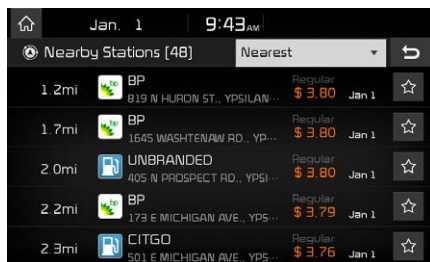 Jan. 1 9:43AM
Nearby Stations [48] Nearest
1.2mi BP Regular
819 N HURON ST., YPSILAN··· $ 3.80 Jan 1
1.7mi BP Regular
1645 WASHTENAW RD., YP··· $ 3.80 Jan 1
2.0mi UNBRANDED Regular
405 N PROSPECT RD., YPSI··· $ 3.80 Jan 1
2.2mi BP Regular
173 E MICHIGAN AVE., YPS··· $ 3.79 Jan 1
2.3mi CITGO Regular
501 E MICHIGAN AVE., YPS··· $ 3.76 Jan 1